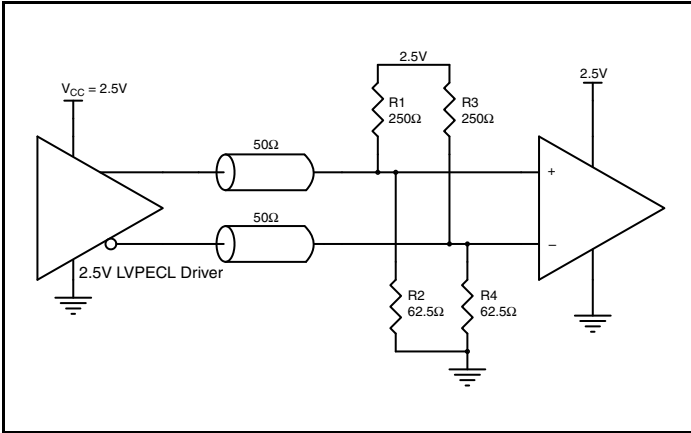 2.5V
2.5V
V_CC = 2.5V
R1
250Ω
R3
250Ω
50Ω
+
50Ω
−
2.5V LVPECL Driver
R2
62.5Ω
R4
62.5Ω